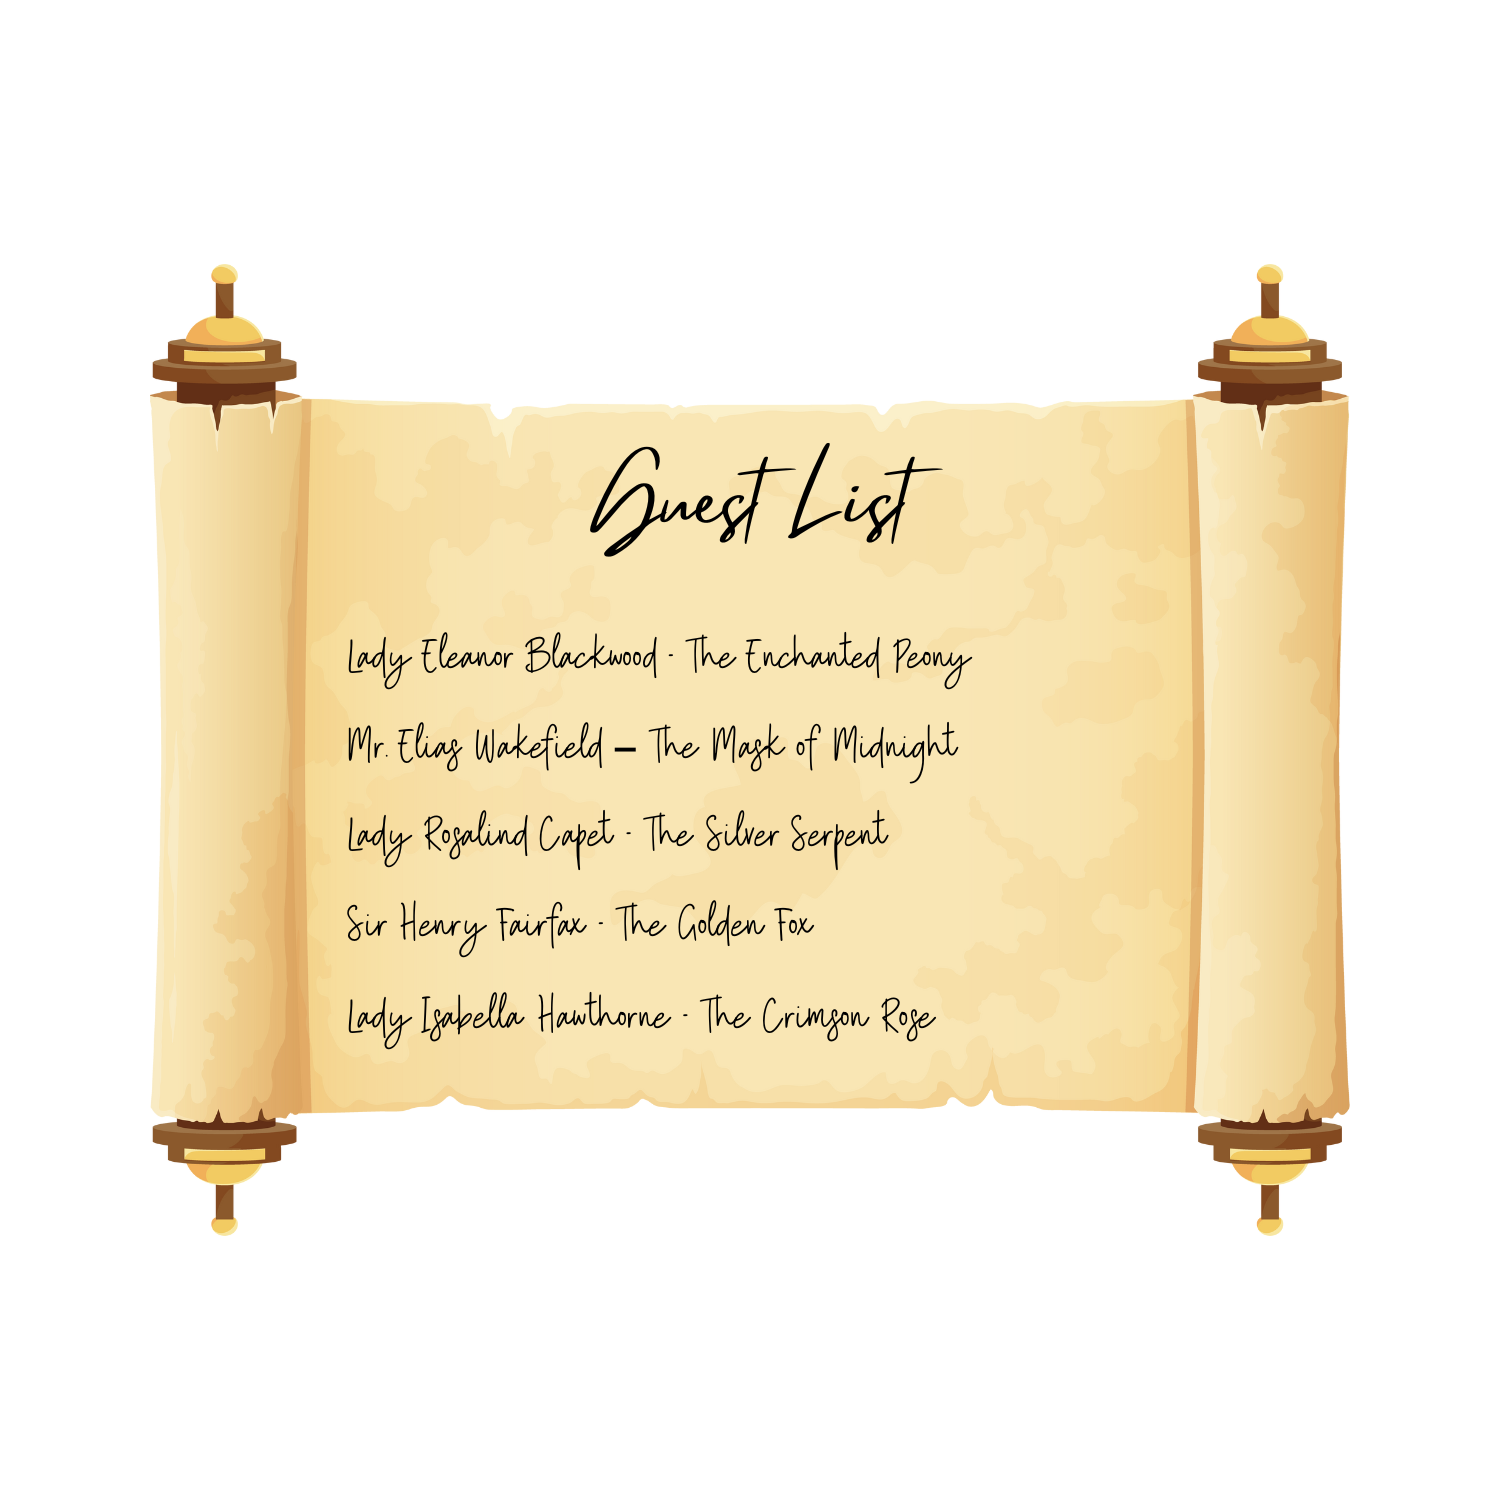 Guest List
Lady Eleanor Blackwood - The Enchanted Peony
Mr. Elias Wakefield – The Mask of Midnight
Lady Rosalind Capet - The Silver Serpent
Sir Henry Fairfax - The Golden Fox
Lady Isabella Hawthorne - The Crimson Rose